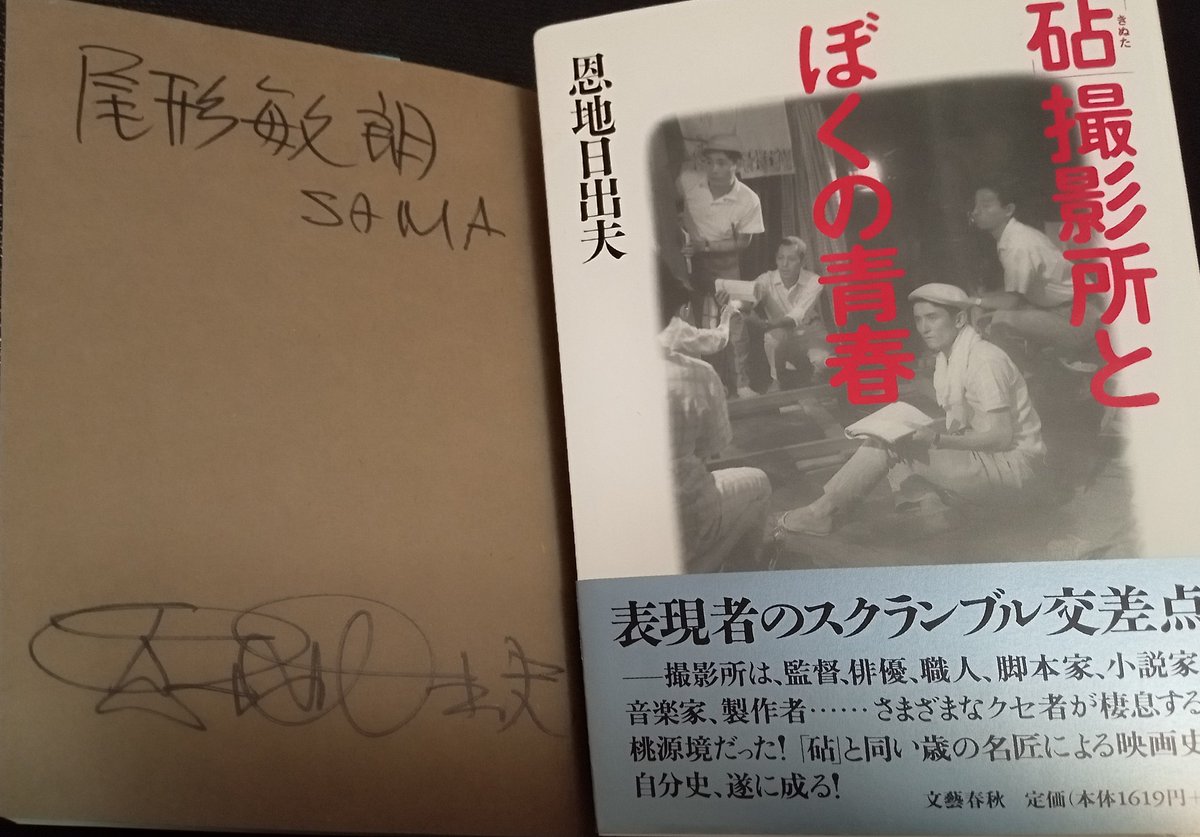 尾形敏朗
SAMA
「砧」撮影所と
きぬた
ぼくの青春
恩地日出夫
表現者のスクランブル交差点
──撮影所は、監督、俳優、職人、脚本家、小説家
音楽家、製作者……さまざまなクセ者が棲息する
桃源境だった!「砧」と同い歳の名匠による映画史
自分史、遂に成る!
文藝春秋 定価(本体1619円+